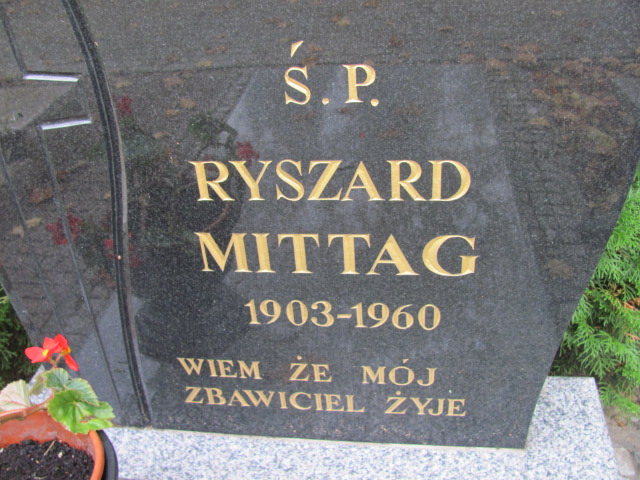 Ś.P.
RYSZARD
MITTAG
1903-1960
WIEM ŻE MÓJ
ZBAWICIEL ŻYJE